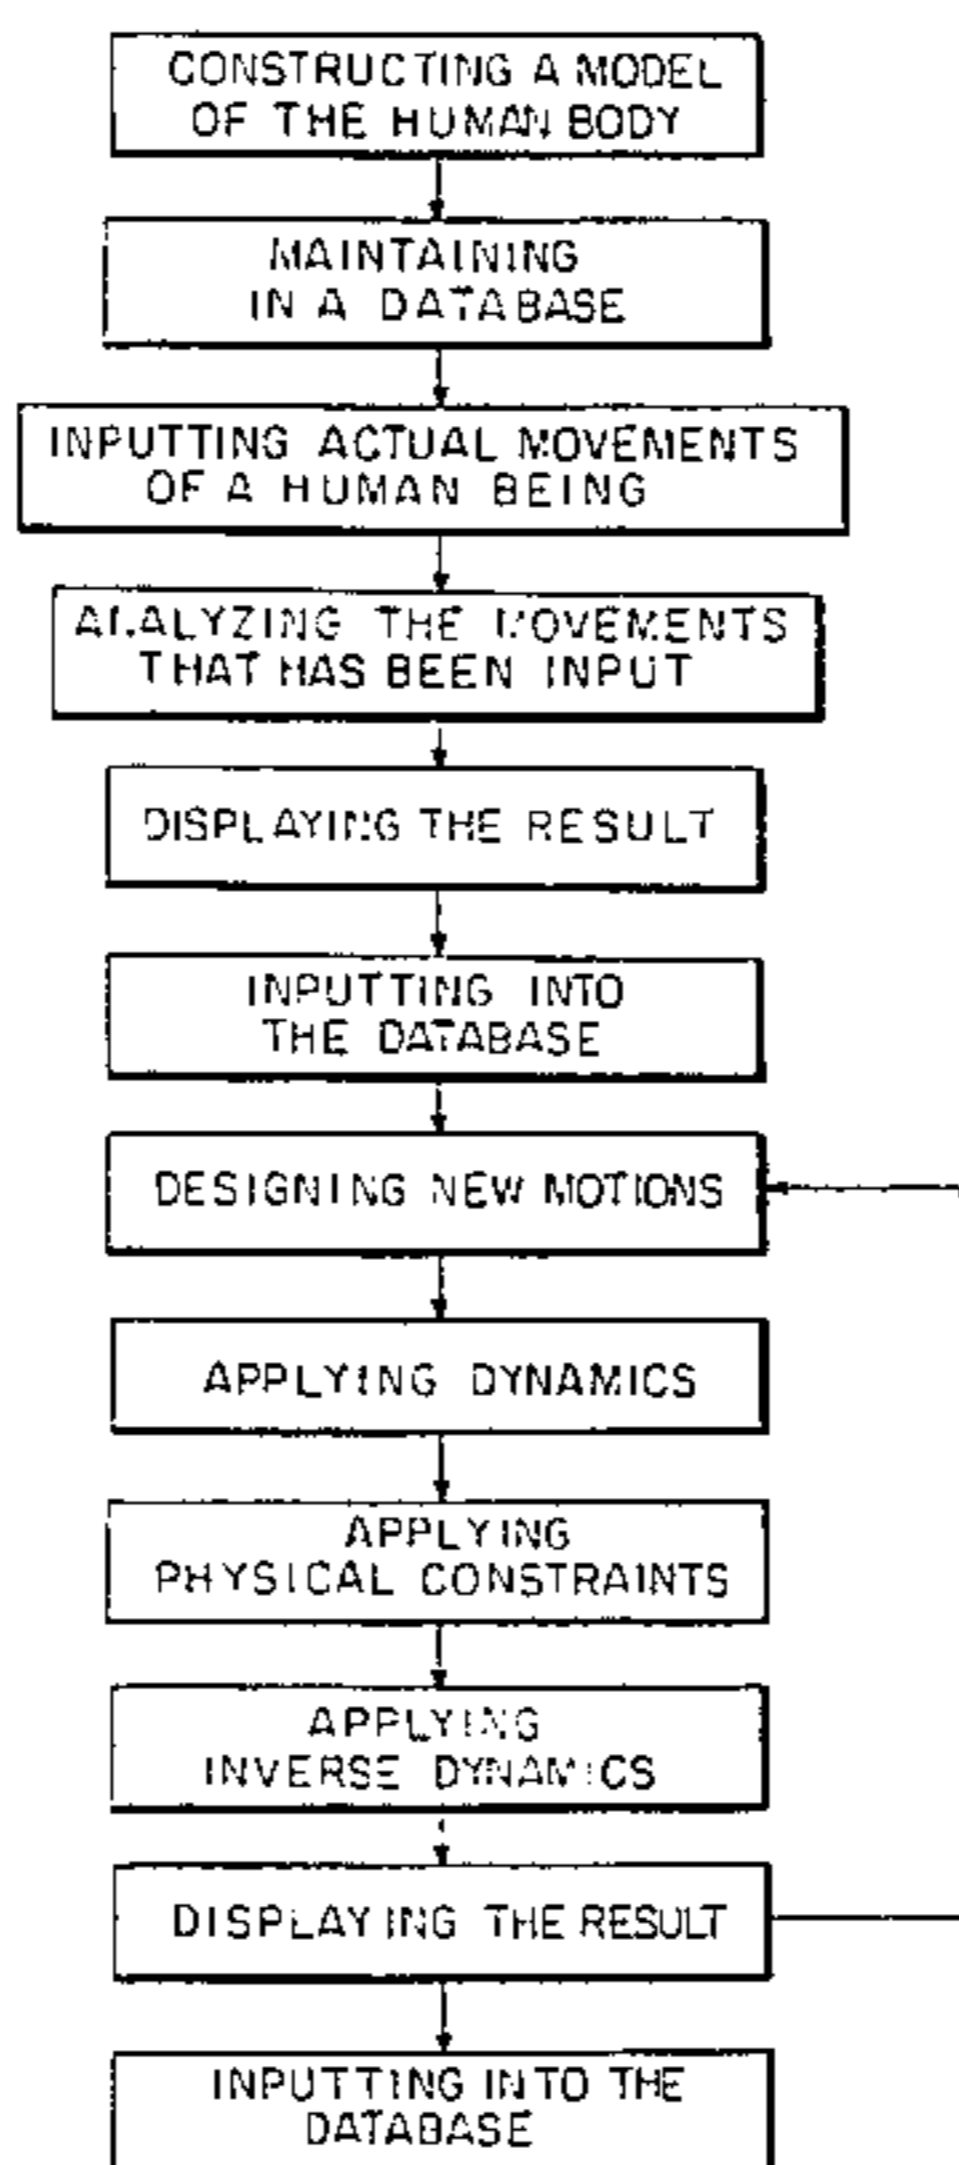 CONSTRUCTING A MODEL
OF THE HUMAN BODY
MAINTAINING
IN A DATABASE
INPUTTING ACTUAL MOVEMENTS
OF A HUMAN BEING
ANALYZING THE MOVEMENTS
THAT HAS BEEN INPUT
DISPLAYING THE RESULT
INPUTTING INTO
THE DATABASE
DESIGNING NEW MOTIONS
APPLYING DYNAMICS
APPLYING
PHYSICAL CONSTRAINTS
APPLYING
INVERSE DYNAMICS
DISPLAYING THE RESULT
INPUTTING INTO THE
DATABASE